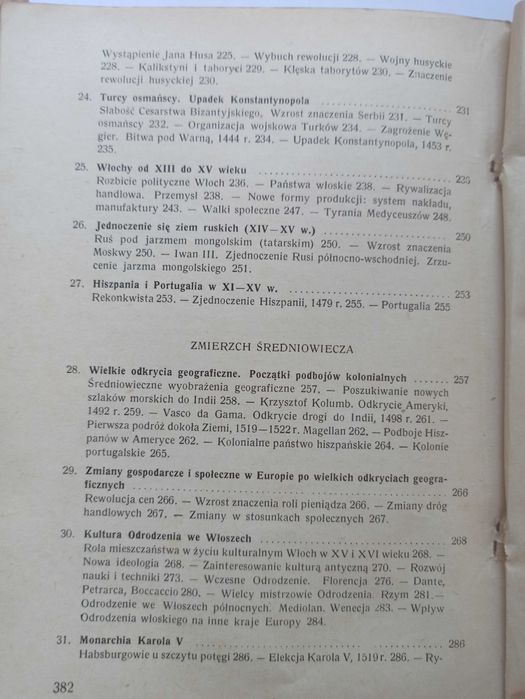 Wystąpienie Jana Husa 225. — Wybuch rewolucji 228. — Wojny husyckie
228. — Kalikstyni i taboryci 229. — Klęska taborytów 230. — Znaczenie
rewolucji husyckiej 230.
24. Turcy osmańscy. Upadek Konstantynopola .................... 231
Słabość Cesarstwa Bizantyjskiego, Wzrost znaczenia Serbii 231. — Turcy
osmańscy 232. — Organizacja wojskowa Turków 234. — Zagrożenie Wę-
gier. Bitwa pod Warną, 1444 r. 234. — Upadek Konstantynopola, 1453 r.
235.
25. Włochy od XIII do XV wieku .............................. 236
Rozbicie polityczne Włoch 236. — Państwa włoskie 238. — Rywalizacja
handlowa. Przemysł 238. — Nowe formy produkcji: system nakładu,
manufaktury 243. — Walki społeczne 247. — Tyrania Medyceuszów 248.
26. Jednoczenie się ziem ruskich (XIV—XV w.) .................... 250
Ruś pod jarzmem mongolskim (tatarskim) 250. — Wzrost znaczenia
Moskwy 250. — Iwan III. Zjednoczenie Rusi północno-wschodniej. Zrzu-
cenie jarzma mongolskiego 251.
27. Hiszpania i Portugalia w XI—XV w. ......................... 253
Rekonkwista 253. — Zjednoczenie Hiszpanii, 1479 r. 255. — Portugalia 255
ZMIERZCH ŚREDNIOWIECZA
28. Wielkie odkrycia geograficzne. Początki podbojów kolonialnych ....... 257
Średniowieczne wyobrażenia geograficzne 257. — Poszukiwanie nowych
szlaków morskich do Indii 258. — Krzysztof Kolumb. Odkrycie Ameryki,
1492 r. 259. — Vasco da Gama. Odkrycie drogi do Indii, 1498 r. 261. —
Pierwsza podróż dokoła Ziemi, 1519—1522 r. Magellan 262. — Podboje Hisz-
panów w Ameryce 262. — Kolonialne państwo hiszpańskie 264. — Kolonie
portugalskie 265.
29. Zmiany gospodarcze i społeczne w Europie po wielkich odkryciach geogra-
ficznych .................................................. 266
Rewolucja cen 266. — Wzrost znaczenia roli pieniądza 266. — Zmiany dróg
handlowych 267. — Zmiany w stosunkach społecznych 267.
30. Kultura Odrodzenia we Włoszech .............................. 268
Rola mieszczaństwa w życiu kulturalnym Włoch w XV i XVI wieku 268. —
Nowa ideologia 268. — Zainteresowanie kulturą antyczną 270. — Rozwój
nauki i techniki 273. — Wczesne Odrodzenie. Florencja 276. — Dante,
Petrarca, Boccaccio 280. — Wielcy mistrzowie Odrodzenia. Rzym 281. —
Odrodzenie we Włoszech północnych. Mediolan. Wenecja 283. — Wpływ
Odrodzenia włoskiego na inne kraje Europy 284.
31. Monarchia Karola V ........................................ 286
Habsburgowie u szczytu potęgi 286. — Elekcja Karola V, 1519 r. 286. — Ry-
382